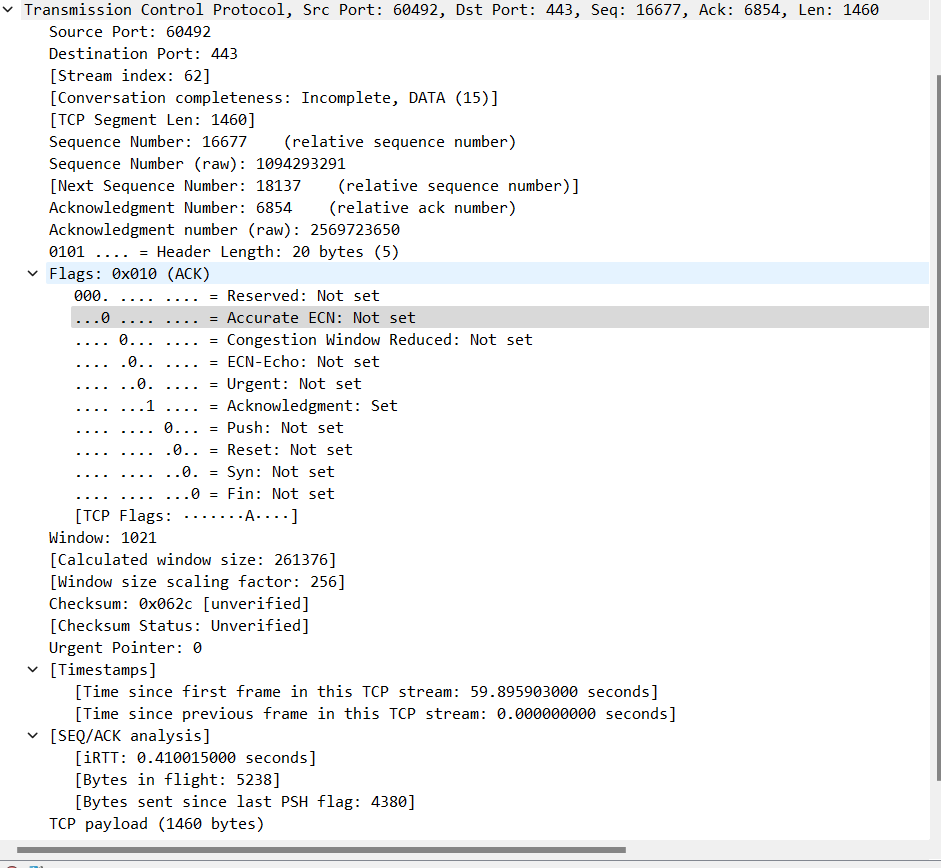 Transmission Control Protocol, Src Port: 60492, Dst Port: 443, Seq: 16677, Ack: 6854, Len: 1460
Source Port: 60492
Destination Port: 443
[Stream index: 62]
[Conversation completeness: Incomplete, DATA (15)]
[TCP Segment Len: 1460]
Sequence Number: 16677    (relative sequence number)
Sequence Number (raw): 1094293291
[Next Sequence Number: 18137    (relative sequence number)]
Acknowledgment Number: 6854    (relative ack number)
Acknowledgment number (raw): 2569723650
0101 .... = Header Length: 20 bytes (5)
Flags: 0x010 (ACK)
000. .... .... = Reserved: Not set
...0 .... .... = Accurate ECN: Not set
.... 0... .... = Congestion Window Reduced: Not set
.... .0.. .... = ECN-Echo: Not set
.... ..0. .... = Urgent: Not set
.... ...1 .... = Acknowledgment: Set
.... .... 0... = Push: Not set
.... .... .0.. = Reset: Not set
.... .... ..0. = Syn: Not set
.... .... ...0 = Fin: Not set
[TCP Flags: ·······A····]
Window: 1021
[Calculated window size: 261376]
[Window size scaling factor: 256]
Checksum: 0x062c [unverified]
[Checksum Status: Unverified]
Urgent Pointer: 0
[Timestamps]
[Time since first frame in this TCP stream: 59.895903000 seconds]
[Time since previous frame in this TCP stream: 0.000000000 seconds]
[SEQ/ACK analysis]
[iRTT: 0.410015000 seconds]
[Bytes in flight: 5238]
[Bytes sent since last PSH flag: 4380]
TCP payload (1460 bytes)